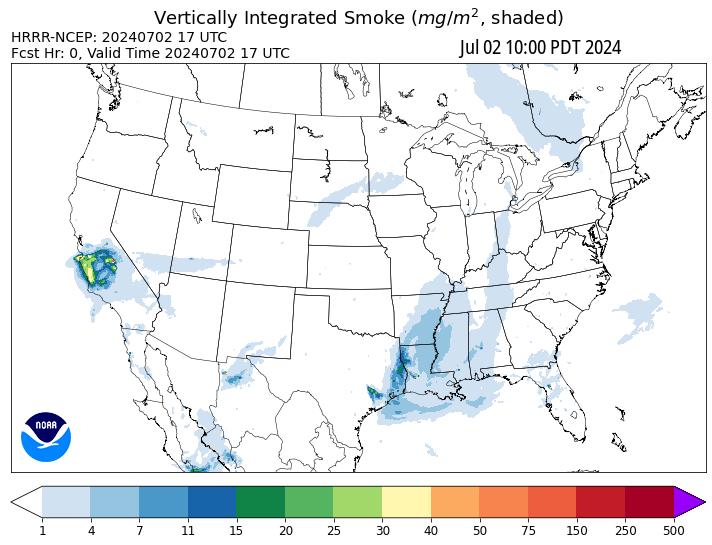 Vertically Integrated Smoke (mg/m², shaded)
HRRR-NCEP: 20240702 17 UTC
Fcst Hr: 0, Valid Time 20240702 17 UTC
Jul 02 10:00 PDT 2024
NOAA
1 4 7 11 15 20 25 30 40 50 75 150 250 500